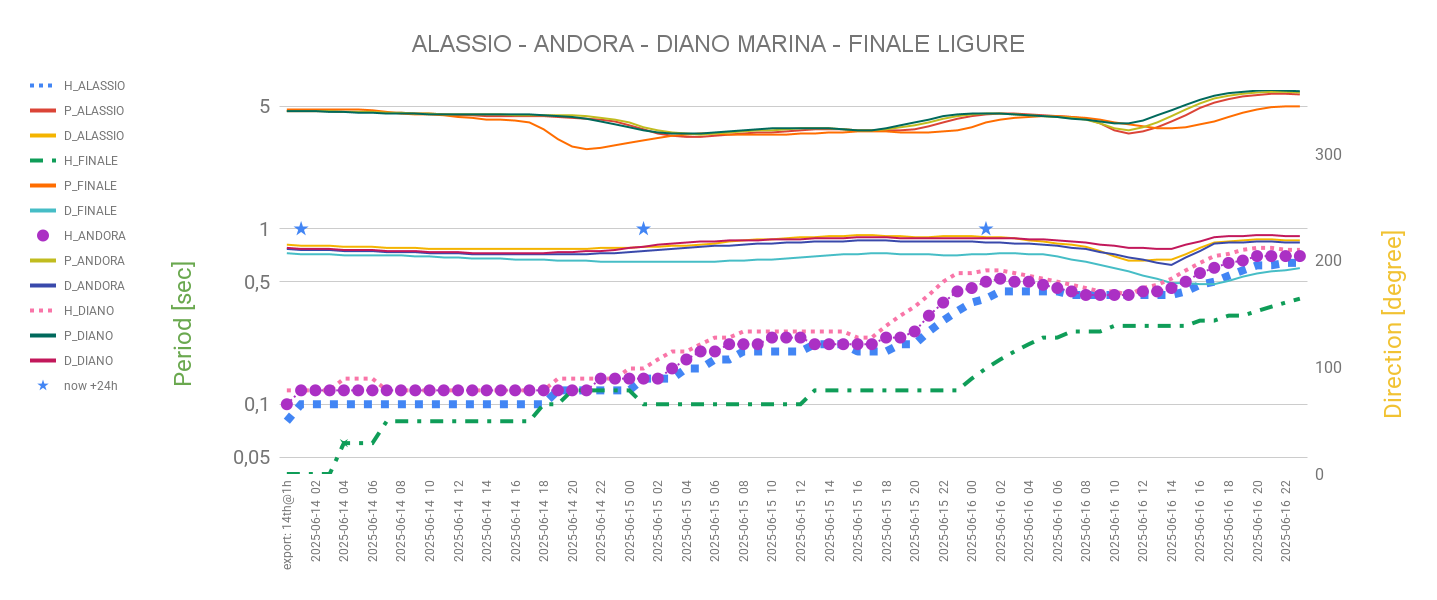 ALASSIO - ANDORA - DIANO MARINA - FINALE LIGURE
H_ALASSIO
P_ALASSIO
D_ALASSIO
H_FINALE
P_FINALE
D_FINALE
H_ANDORA
P_ANDORA
D_ANDORA
H_DIANO
P_DIANO
D_DIANO
now +24h
Period [sec]
5
1
0,5
0,1
0,05
300
200
100
0
Direction [degree]
export: 14th@1h
2025-06-14 02
2025-06-14 04
2025-06-14 06
2025-06-14 08
2025-06-14 10
2025-06-14 12
2025-06-14 14
2025-06-14 16
2025-06-14 18
2025-06-14 20
2025-06-14 22
2025-06-15 00
2025-06-15 02
2025-06-15 04
2025-06-15 06
2025-06-15 08
2025-06-15 10
2025-06-15 12
2025-06-15 14
2025-06-15 16
2025-06-15 18
2025-06-15 20
2025-06-15 22
2025-06-16 00
2025-06-16 02
2025-06-16 04
2025-06-16 06
2025-06-16 08
2025-06-16 10
2025-06-16 12
2025-06-16 14
2025-06-16 16
2025-06-16 18
2025-06-16 20
2025-06-16 22